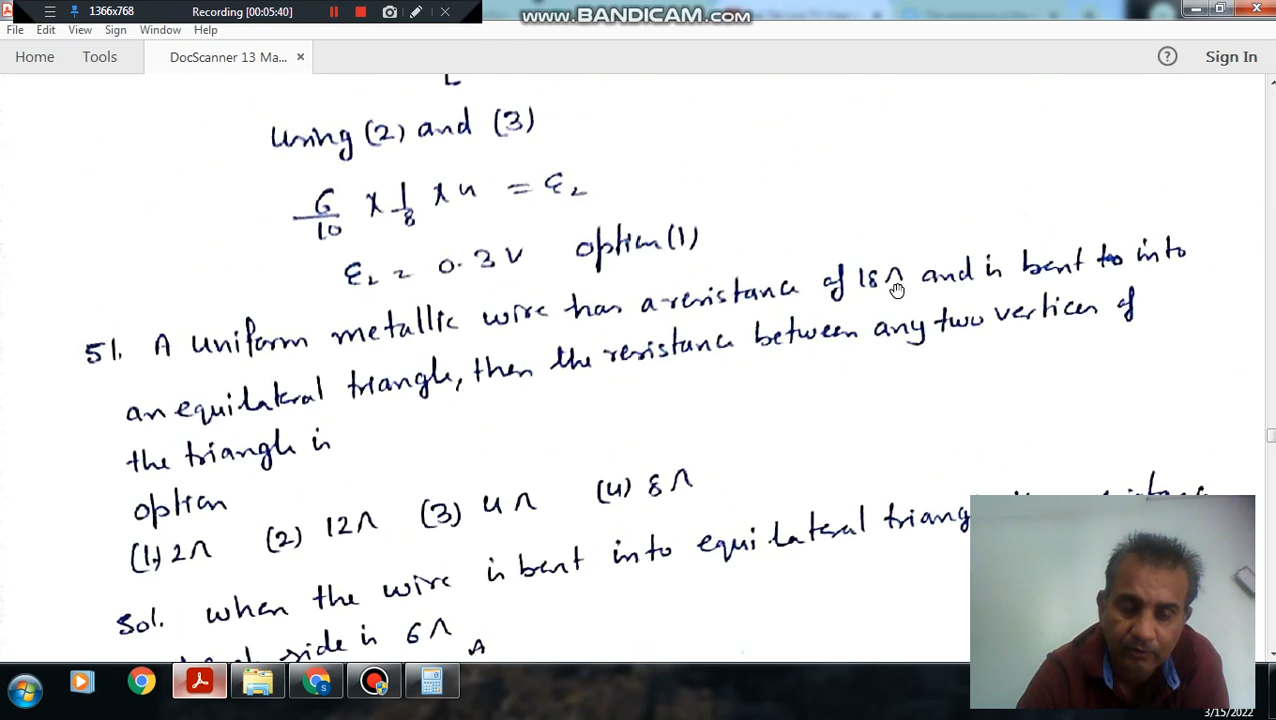 1366x768
Recording [00:05:40]
www.BANDICAM.com
File Edit View Sign Window Help
Home Tools DocScanner 13 Ma... × ? Sign In
L
using (2) and (3)
6/10 x 1/8 x 4 = ε2
ε2 = 0.3 V option (1)
51. A uniform metallic wire has a resistance of 18Ω and is bent to into
an equilateral triangle, then the resistance between any two vertices of
the triangle is
option
(1) 2Ω (2) 12Ω (3) 4Ω (4) 8Ω
Sol. when the wire is bent into equilateral
side is 6Ω
A
3/15/2022